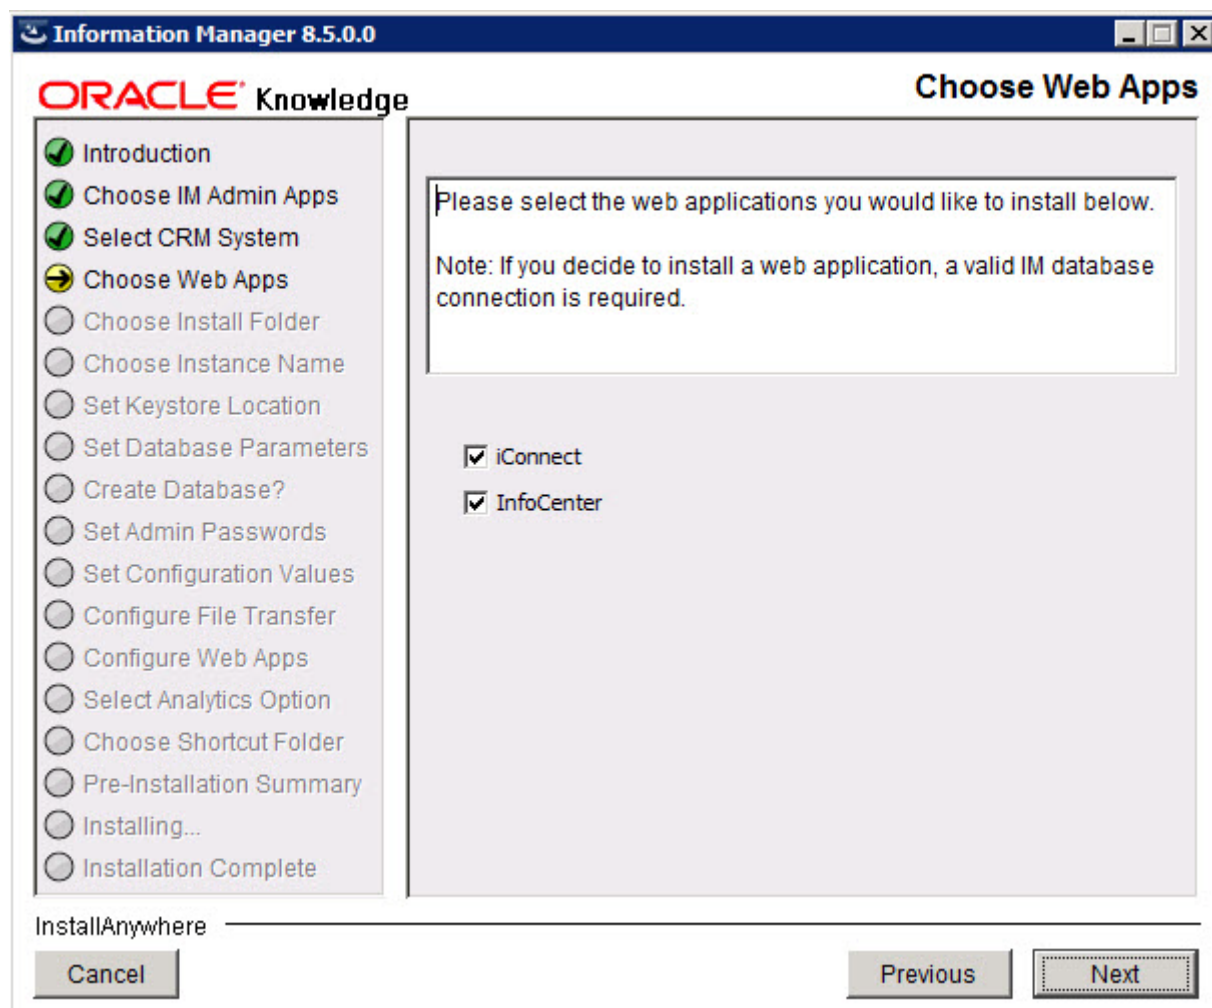 Information Manager 8.5.0.0
ORACLE Knowledge
Choose Web Apps
Introduction
Choose IM Admin Apps
Select CRM System
Choose Web Apps
Choose Install Folder
Choose Instance Name
Set Keystore Location
Set Database Parameters
Create Database?
Set Admin Passwords
Set Configuration Values
Configure File Transfer
Configure Web Apps
Select Analytics Option
Choose Shortcut Folder
Pre-Installation Summary
Installing...
Installation Complete
Please select the web applications you would like to install below.
Note: If you decide to install a web application, a valid IM database
connection is required.
iConnect
InfoCenter
InstallAnywhere
Cancel
Previous
Next